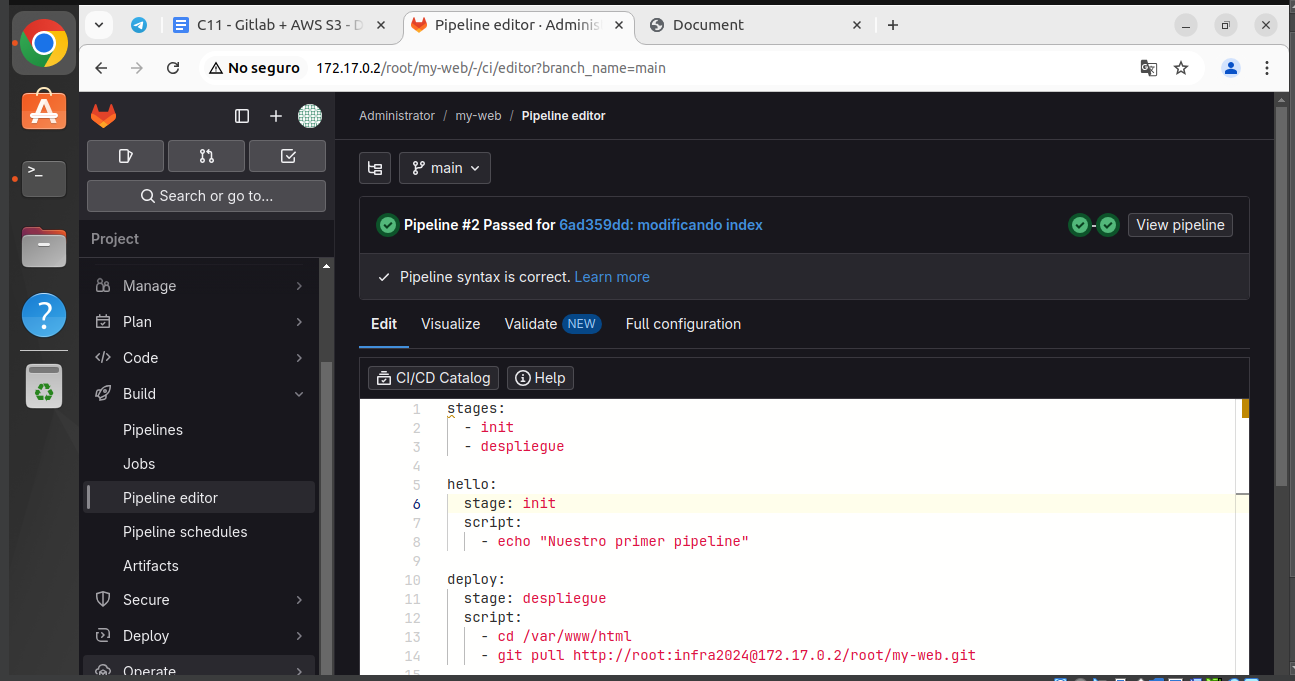 C11 - Gitlab + AWS S3 - D
Pipeline editor · Adminis
Document
No seguro
172.17.0.2/root/my-web/-/ci/editor?branch_name=main
Administrator / my-web / Pipeline editor
main
Search or go to...
Project
Manage
Plan
Code
Build
Pipelines
Jobs
Pipeline editor
Pipeline schedules
Artifacts
Secure
Deploy
Operate
Pipeline #2 Passed for 6ad359dd: modificando index
View pipeline
Pipeline syntax is correct. Learn more
Edit Visualize Validate NEW Full configuration
CI/CD Catalog Help
1 stages:
2 - init
3 - despliegue
4
5 hello:
6 stage: init
7 script:
8 - echo "Nuestro primer pipeline"
9
10 deploy:
11 stage: despliegue
12 script:
13 - cd /var/www/html
14 - git pull http://root:infra2024@172.17.0.2/root/my-web.git
15